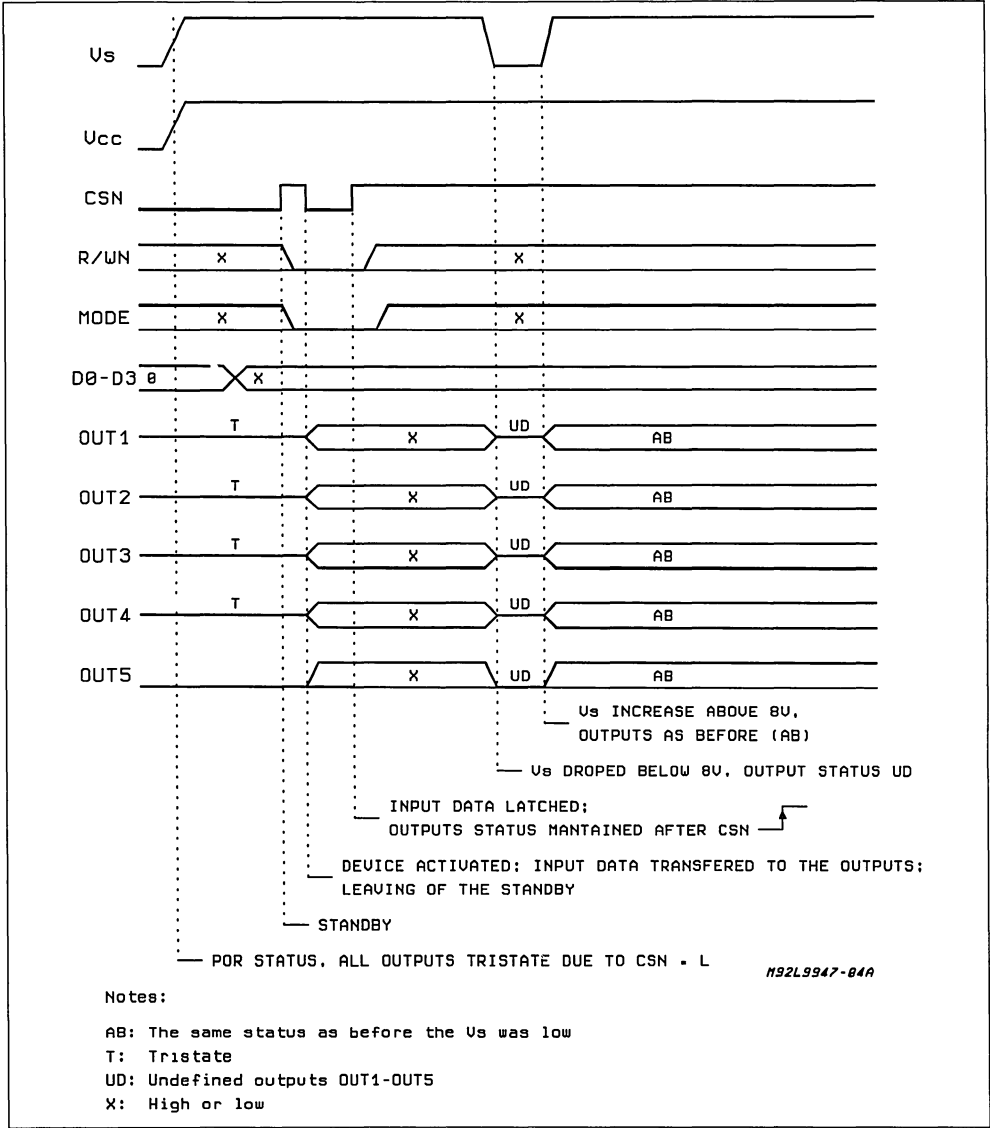 Vs
Vcc
CSN
R/WN X X
MODE X X
D0-D3 0 X
OUT1 T X UD AB
OUT2 T X UD AB
OUT3 T X UD AB
OUT4 T X UD AB
OUT5 X UD AB
Vs INCREASE ABOVE 8V,
OUTPUTS AS BEFORE (AB)
Vs DROPED BELOW 8V, OUTPUT STATUS UD
INPUT DATA LATCHED;
OUTPUTS STATUS MANTAINED AFTER CSN
DEVICE ACTIVATED; INPUT DATA TRANSFERED TO THE OUTPUTS;
LEAVING OF THE STANDBY
STANDBY
POR STATUS, ALL OUTPUTS TRISTATE DUE TO CSN = L
M92L9947-04A
Notes:
AB: The same status as before the Vs was low
T: Tristate
UD: Undefined outputs OUT1-OUT5
X: High or low